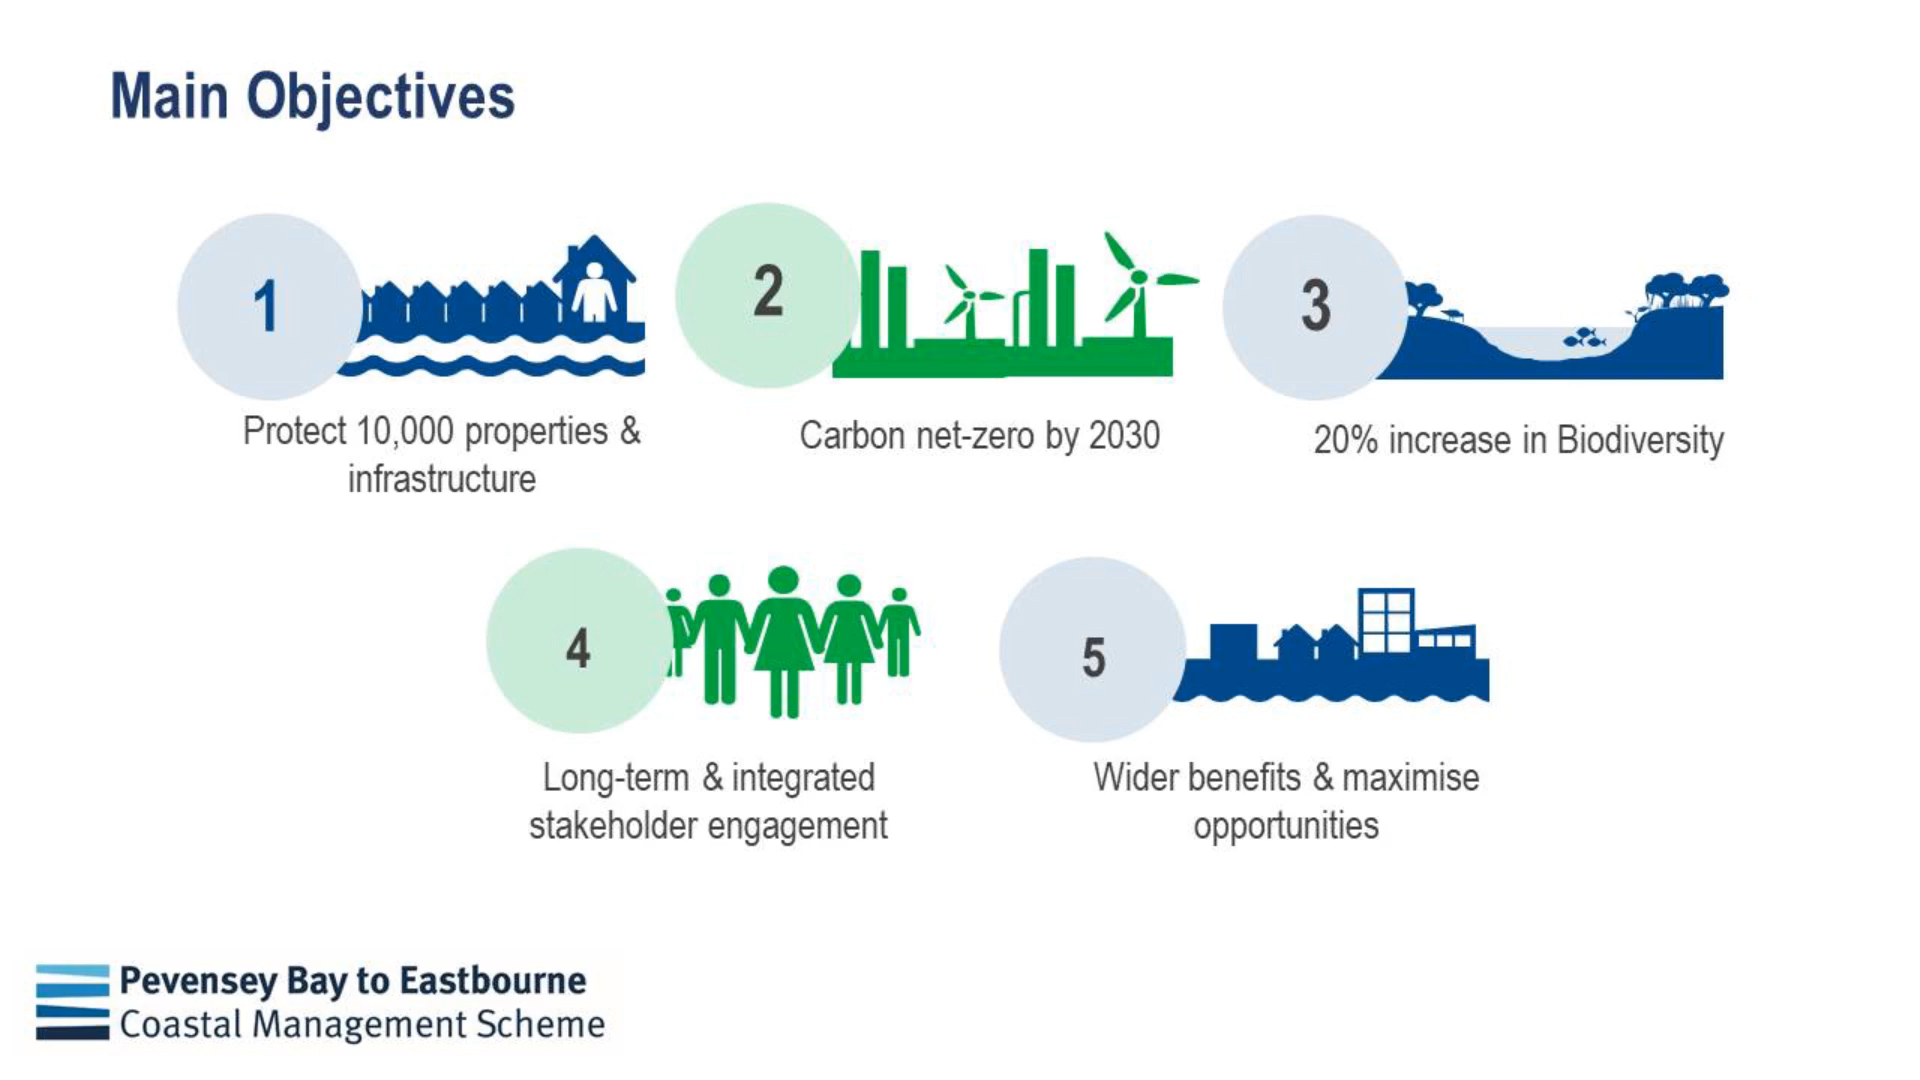 Main Objectives
1
2
3
Protect 10,000 properties &
infrastructure
Carbon net-zero by 2030
20% increase in Biodiversity
4
5
Long-term & integrated
stakeholder engagement
Wider benefits & maximise
opportunities
Pevensey Bay to Eastbourne
Coastal Management Scheme